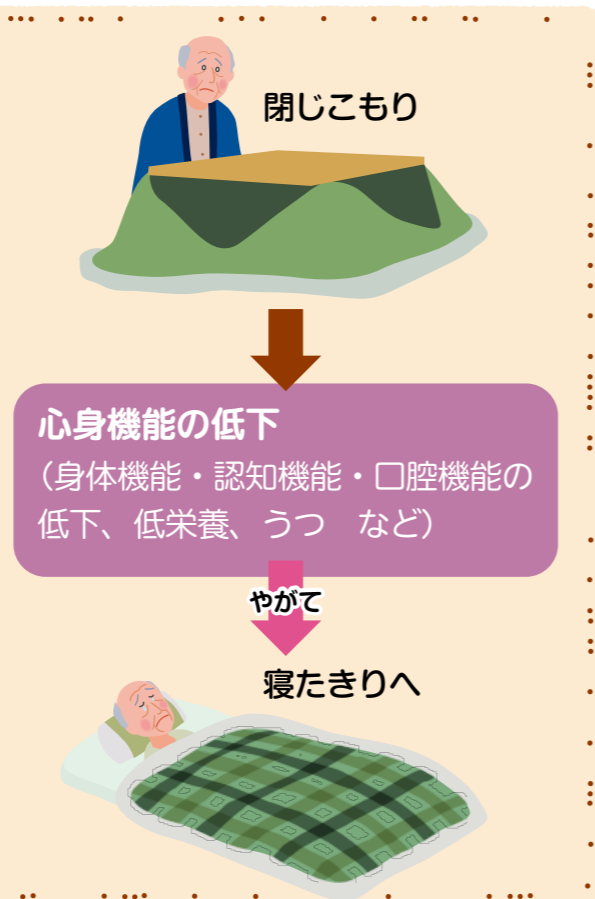 閉じこもり
心身機能の低下
（身体機能・認知機能・口腔機能の
低下、低栄養、うつ　など）
やがて
寝たきりへ